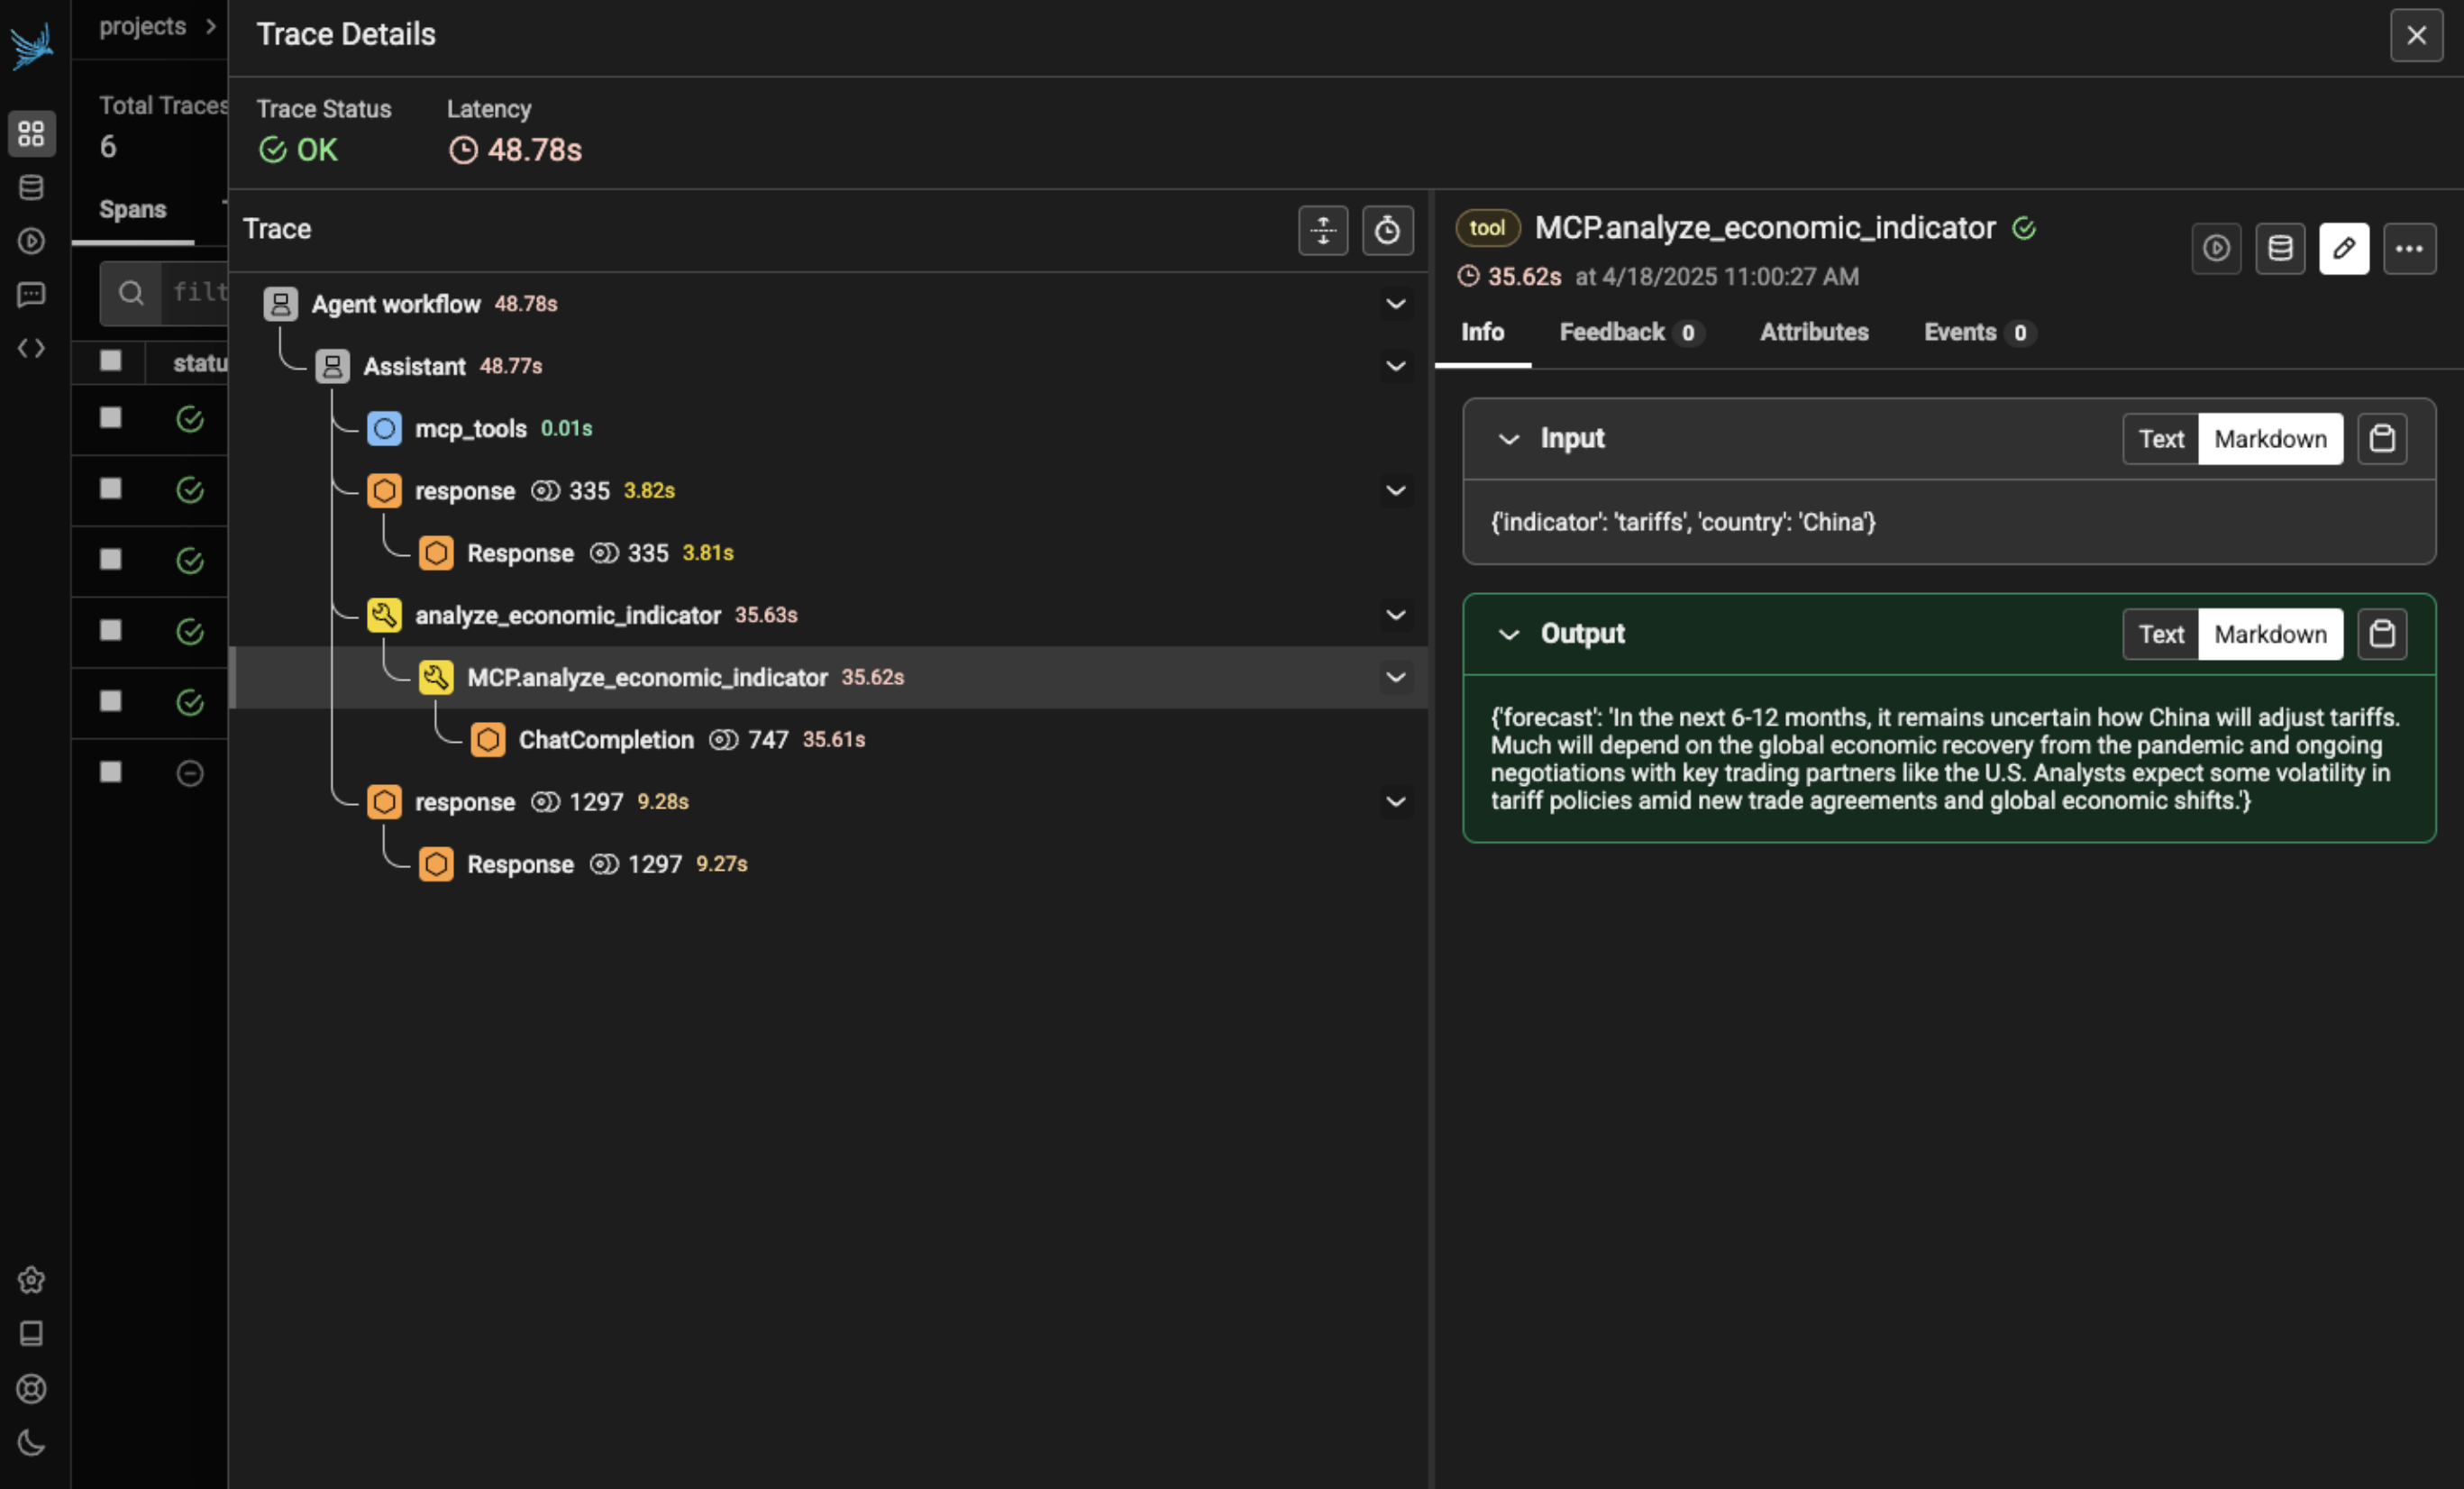 projects
Total Traces
6
Spans
filt
statu
Trace Details
Trace Status
OK
Latency
48.78s
Trace
Agent workflow 48.78s
Assistant 48.77s
mcp_tools 0.01s
response 335 3.82s
Response 335 3.81s
analyze_economic_indicator 35.63s
MCP.analyze_economic_indicator 35.62s
ChatCompletion 747 35.61s
response 1297 9.28s
Response 1297 9.27s
tool MCP.analyze_economic_indicator
35.62s at 4/18/2025 11:00:27 AM
Info Feedback 0 Attributes Events 0
Input Text Markdown
{'indicator': 'tariffs', 'country': 'China'}
Output Text Markdown
{'forecast': 'In the next 6-12 months, it remains uncertain how China will adjust tariffs.
Much will depend on the global economic recovery from the pandemic and ongoing
negotiations with key trading partners like the U.S. Analysts expect some volatility in
tariff policies amid new trade agreements and global economic shifts.'}